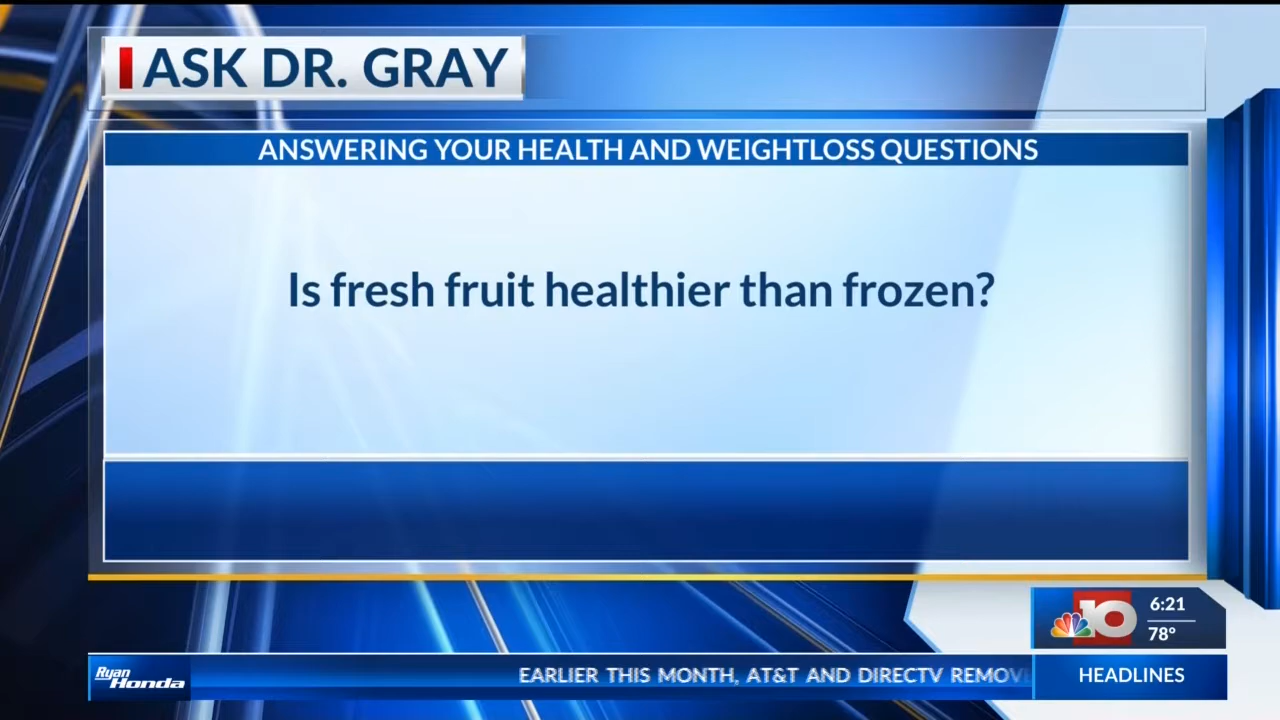 ASK DR. GRAY
ANSWERING YOUR HEALTH AND WEIGHTLOSS QUESTIONS
Is fresh fruit healthier than frozen?
10
6:21
78°
Ryan
Honda
EARLIER THIS MONTH, AT&T AND DIRECTV REMOV
HEADLINES